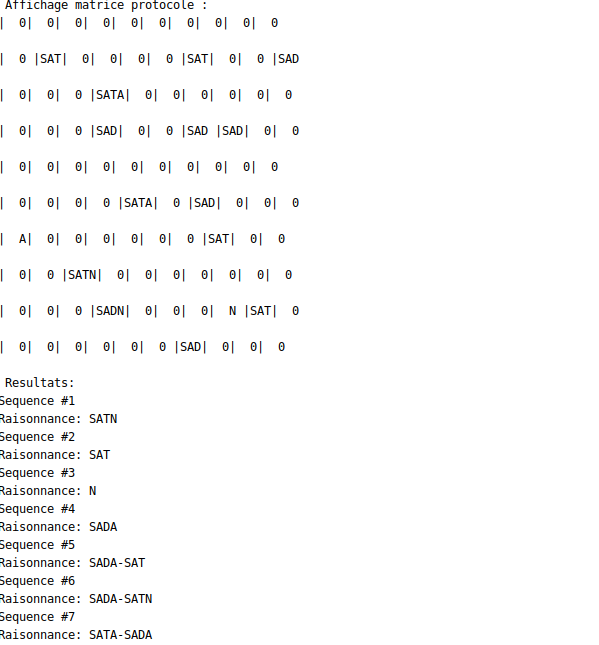 Affichage matrice protocole :
|  0|  0|  0|  0|  0|  0|  0|  0|  0|  0
|  0 |SAT|  0|  0|  0|  0 |SAT|  0|  0 |SAD
|  0|  0|  0 |SATA|  0|  0|  0|  0|  0|  0
|  0|  0|  0 |SAD|  0|  0 |SAD |SAD|  0|  0
|  0|  0|  0|  0|  0|  0|  0|  0|  0|  0
|  0|  0|  0|  0 |SATA|  0 |SAD|  0|  0|  0
|  A|  0|  0|  0|  0|  0|  0 |SAT|  0|  0
|  0|  0 |SATN|  0|  0|  0|  0|  0|  0|  0
|  0|  0|  0 |SADN|  0|  0|  0|  N |SAT|  0
|  0|  0|  0|  0|  0|  0 |SAD|  0|  0|  0
Resultats:
Sequence #1
Raisonnance: SATN
Sequence #2
Raisonnance: SAT
Sequence #3
Raisonnance: N
Sequence #4
Raisonnance: SADA
Sequence #5
Raisonnance: SADA-SAT
Sequence #6
Raisonnance: SADA-SATN
Sequence #7
Raisonnance: SATA-SADA